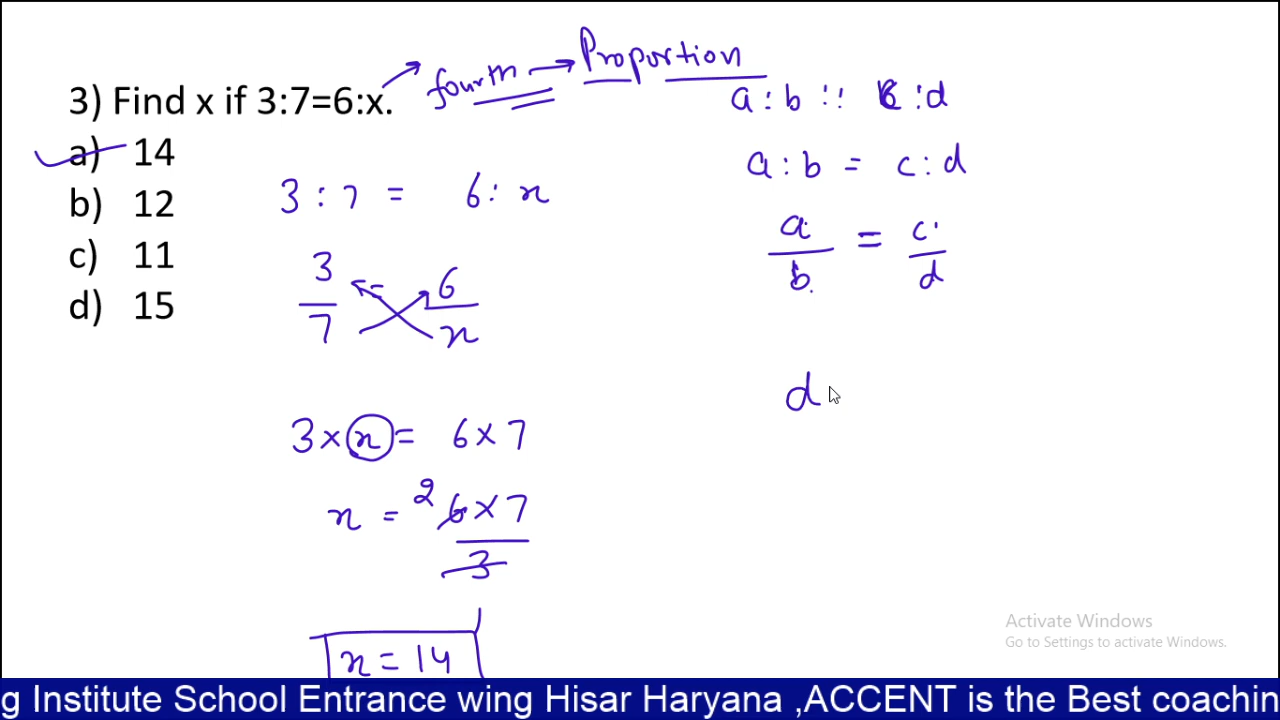 3) Find x if 3:7=6:x.
fourth → Proportion
a) 14
b) 12
c) 11
d) 15
3 : 7 = 6 : x
3/7 = 6/x
3 × x = 6 × 7
x = 2 6 × 7 / 3
x = 14
a : b :: c : d
a : b = c : d
a/b = c/d
d
Activate Windows
Go to Settings to activate Windows.
g Institute School Entrance wing Hisar Haryana ,ACCENT is the Best coachin